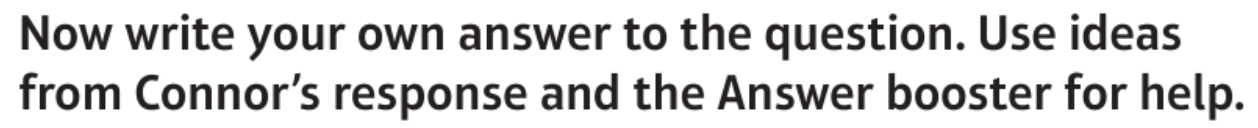 Now write your own answer to the question. Use ideas
from Connor’s response and the Answer booster for help.